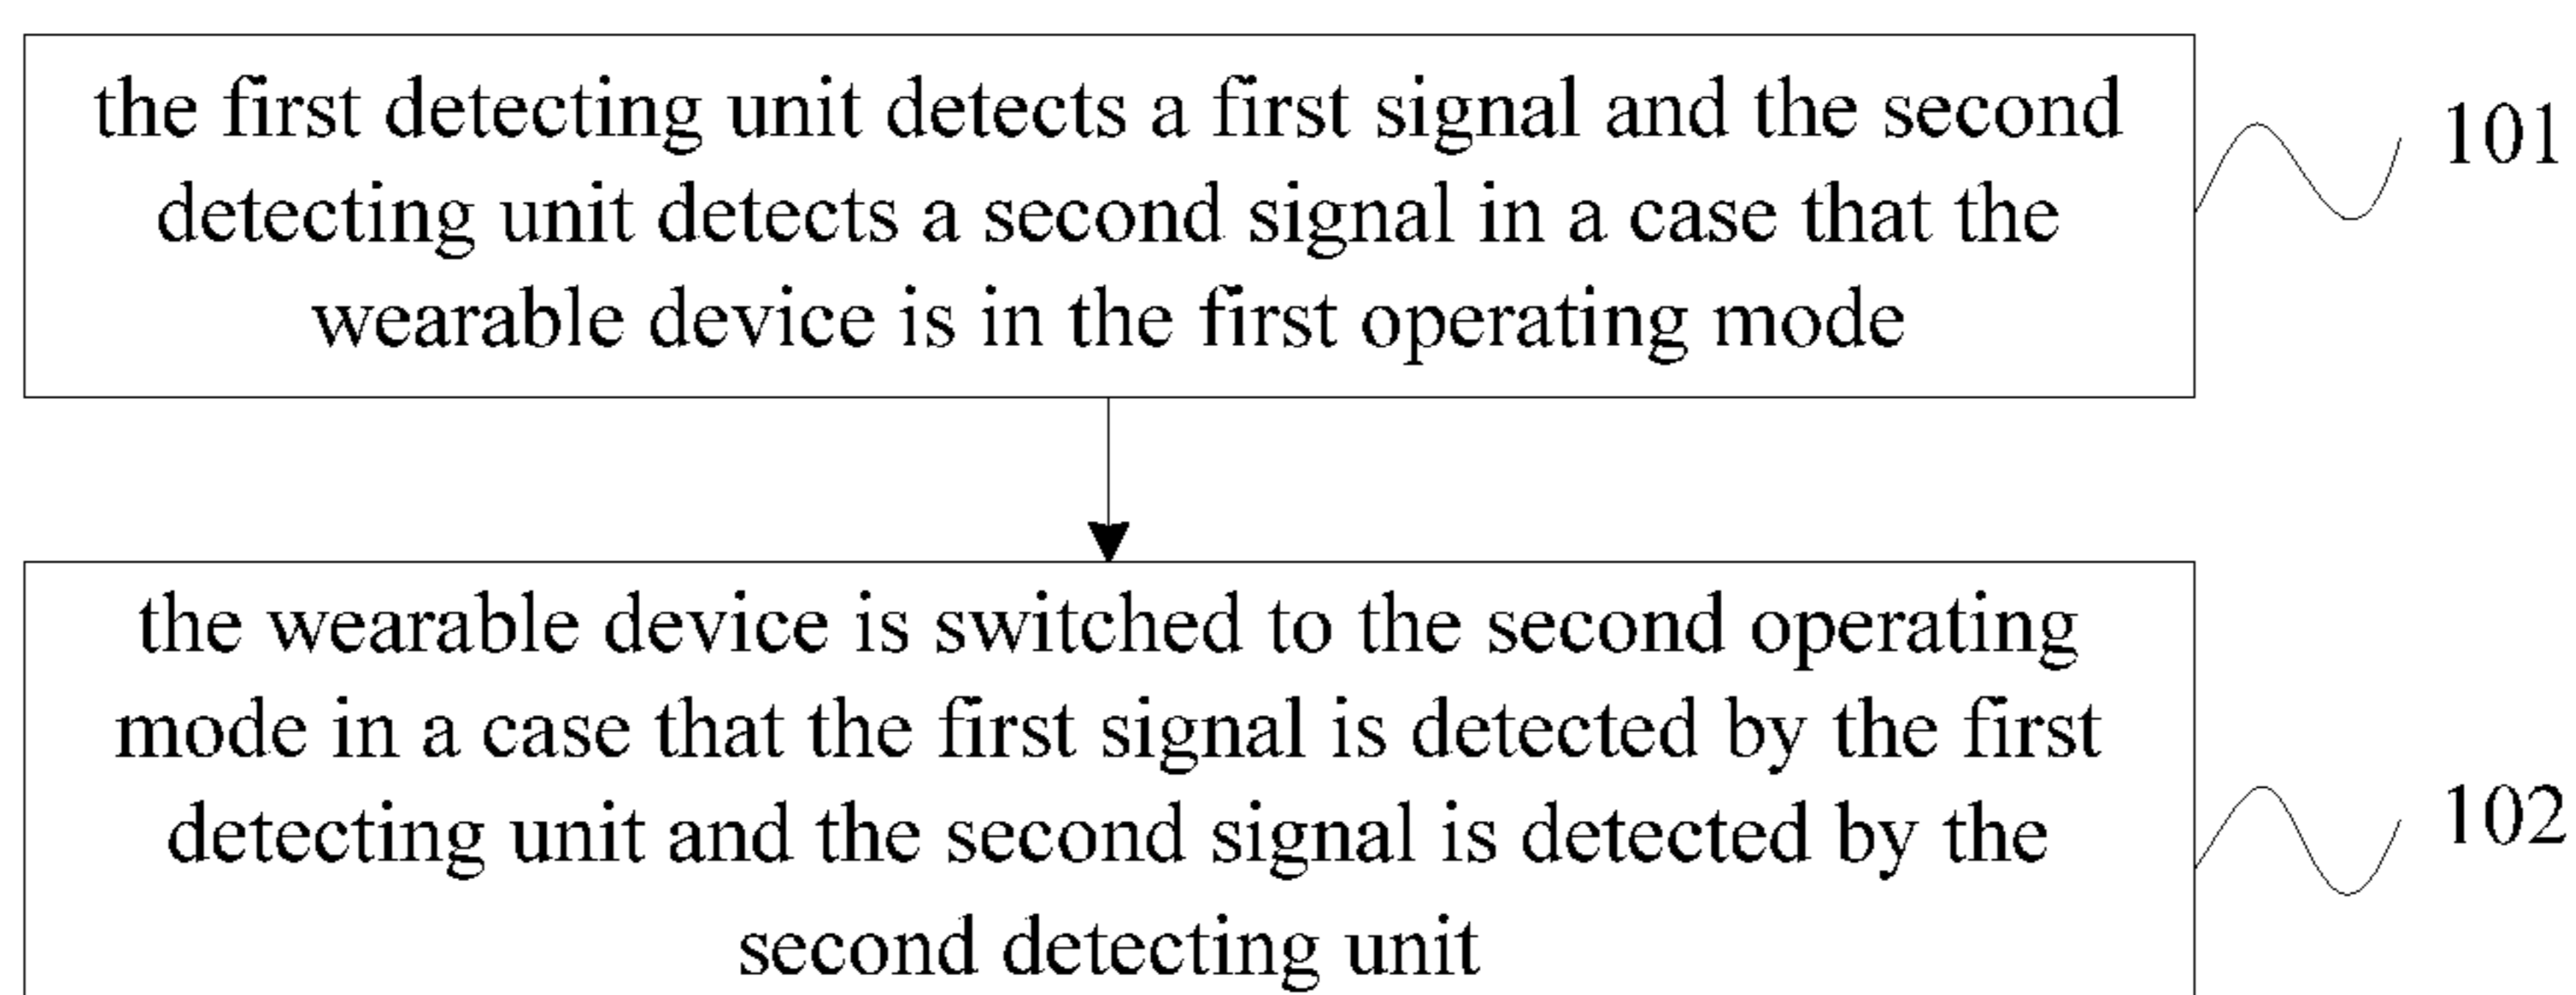 the first detecting unit detects a first signal and the second
detecting unit detects a second signal in a case that the
wearable device is in the first operating mode
101
the wearable device is switched to the second operating
mode in a case that the first signal is detected by the first
detecting unit and the second signal is detected by the
second detecting unit
102